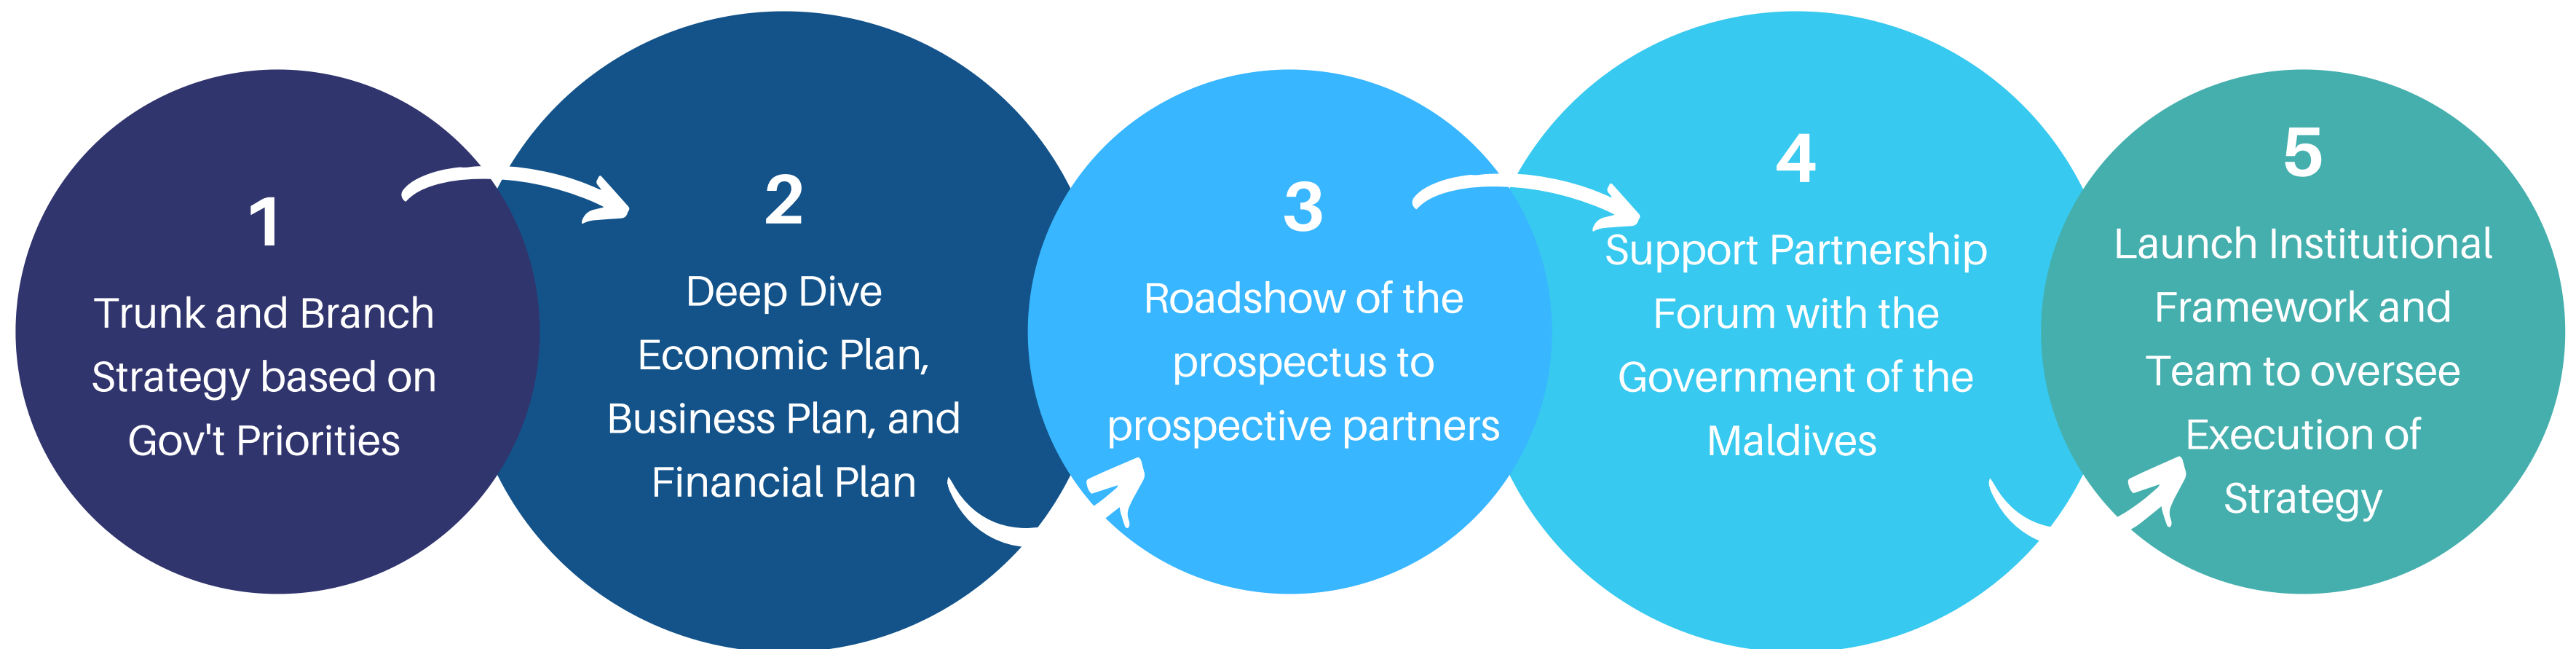 1
Trunk and Branch
Strategy based on
Gov't Priorities
2
Deep Dive
Economic Plan,
Business Plan, and
Financial Plan
3
Roadshow of the
prospectus to
prospective partners
4
Support Partnership
Forum with the
Government of the
Maldives
5
Launch Institutional
Framework and
Team to oversee
Execution of
Strategy